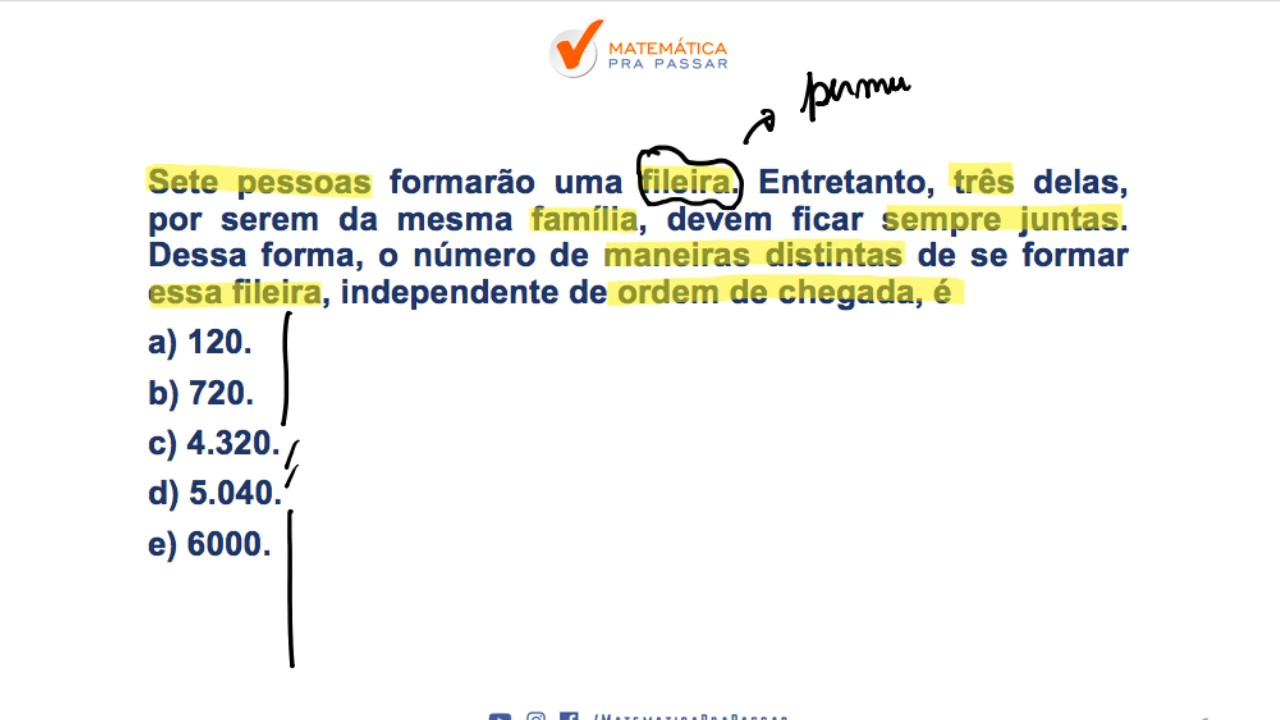 MATEMÁTICA
PRA PASSAR
permu
Sete pessoas formarão uma fileira. Entretanto, três delas,
por serem da mesma família, devem ficar sempre juntas.
Dessa forma, o número de maneiras distintas de se formar
essa fileira, independente de ordem de chegada, é
a) 120.
b) 720.
c) 4.320.
d) 5.040.
e) 6000.
/MATEMATICAPRAPASSAR